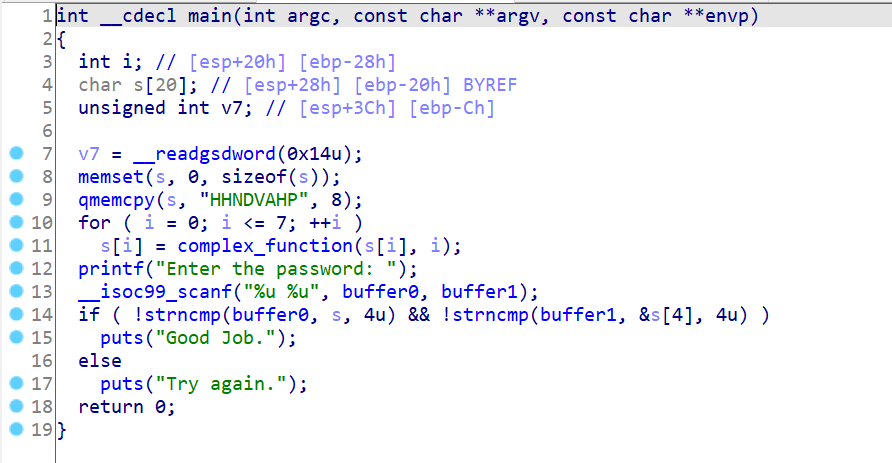 1 int __cdecl main(int argc, const char **argv, const char **envp)
2 {
3   int i; // [esp+20h] [ebp-28h]
4   char s[20]; // [esp+28h] [ebp-20h] BYREF
5   unsigned int v7; // [esp+3Ch] [ebp-Ch]
6
7   v7 = __readgsdword(0x14u);
8   memset(s, 0, sizeof(s));
9   qmemcpy(s, "HHNDVAHP", 8);
10   for ( i = 0; i <= 7; ++i )
11     s[i] = complex_function(s[i], i);
12   printf("Enter the password: ");
13   __isoc99_scanf("%u %u", buffer0, buffer1);
14   if ( !strncmp(buffer0, s, 4u) && !strncmp(buffer1, &s[4], 4u) )
15     puts("Good Job.");
16   else
17     puts("Try again.");
18   return 0;
19 }